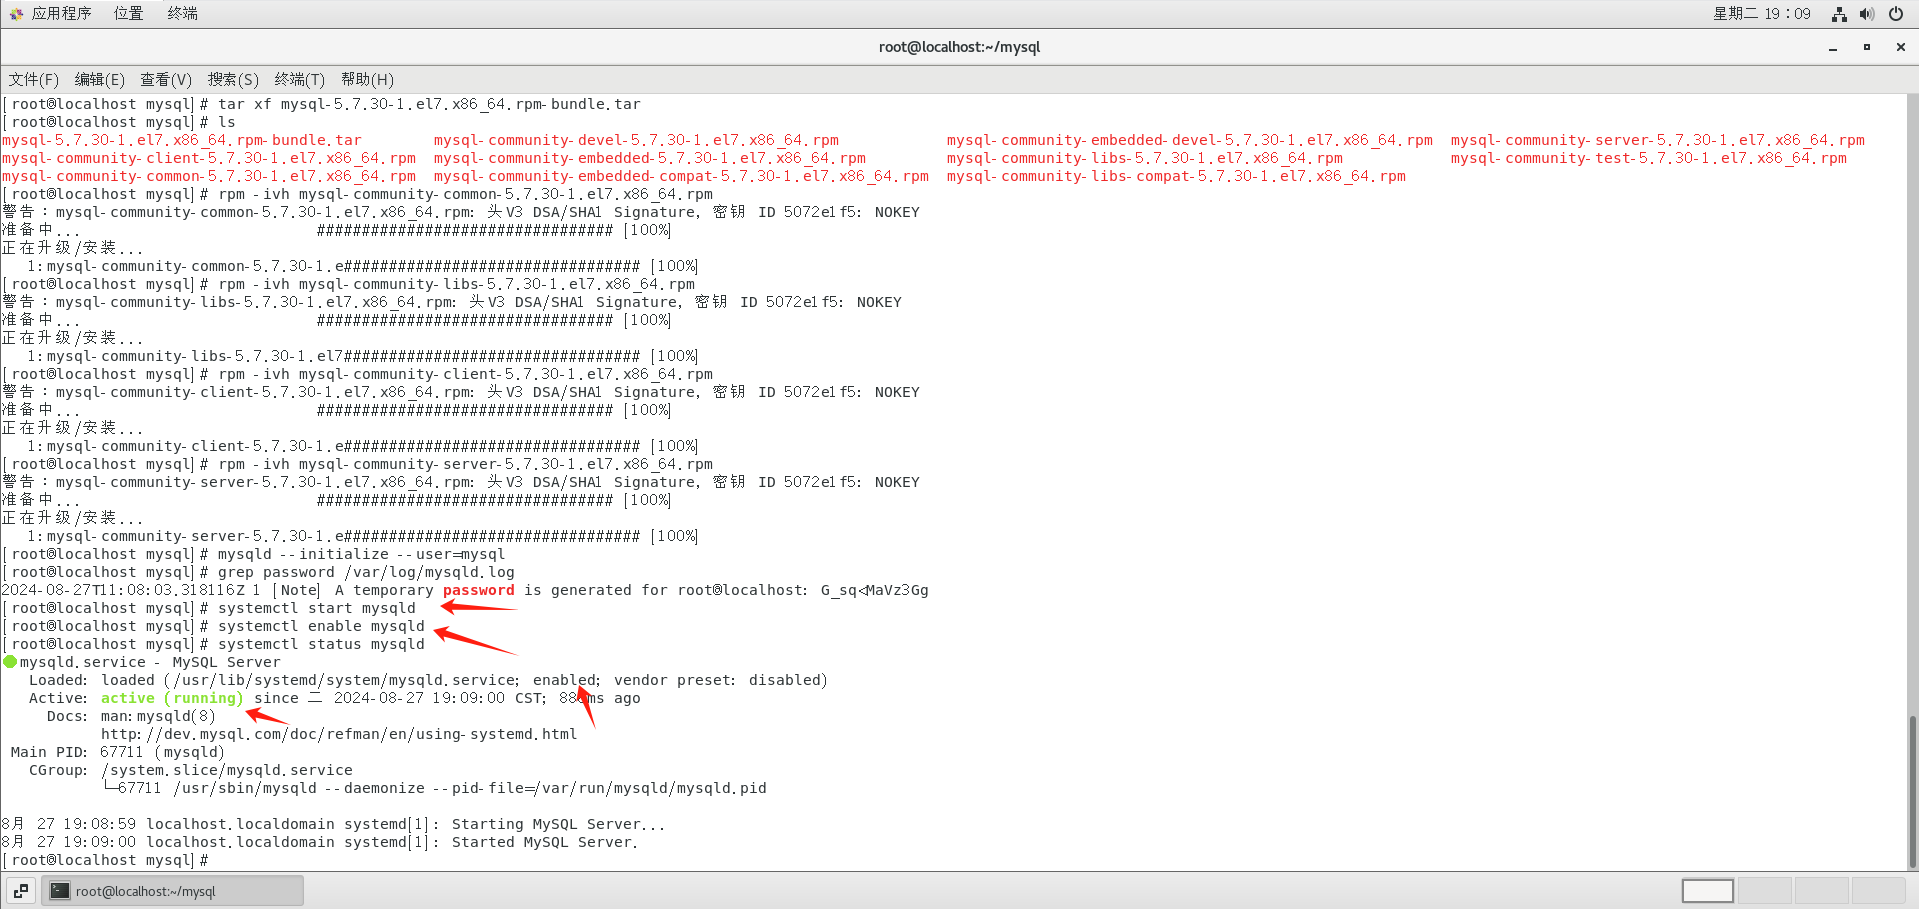 应用程序 位置 终端 星期二 19：09
root@localhost:~/mysql
文件(F) 编辑(E) 查看(V) 搜索(S) 终端(T) 帮助(H)
[root@localhost mysql]# tar xf mysql-5.7.30-1.el7.x86_64.rpm-bundle.tar
[root@localhost mysql]# ls
mysql-5.7.30-1.el7.x86_64.rpm-bundle.tar mysql-community-devel-5.7.30-1.el7.x86_64.rpm mysql-community-embedded-devel-5.7.30-1.el7.x86_64.rpm mysql-community-server-5.7.30-1.el7.x86_64.rpm
mysql-community-client-5.7.30-1.el7.x86_64.rpm mysql-community-embedded-5.7.30-1.el7.x86_64.rpm mysql-community-libs-5.7.30-1.el7.x86_64.rpm mysql-community-test-5.7.30-1.el7.x86_64.rpm
mysql-community-common-5.7.30-1.el7.x86_64.rpm mysql-community-embedded-compat-5.7.30-1.el7.x86_64.rpm mysql-community-libs-compat-5.7.30-1.el7.x86_64.rpm
[root@localhost mysql]# rpm -ivh mysql-community-common-5.7.30-1.el7.x86_64.rpm
警告：mysql-community-common-5.7.30-1.el7.x86_64.rpm: 头V3 DSA/SHA1 Signature, 密钥 ID 5072e1f5: NOKEY
准备中... ################################# [100%]
正在升级/安装...
1:mysql-community-common-5.7.30-1.e################################# [100%]
[root@localhost mysql]# rpm -ivh mysql-community-libs-5.7.30-1.el7.x86_64.rpm
警告：mysql-community-libs-5.7.30-1.el7.x86_64.rpm: 头V3 DSA/SHA1 Signature, 密钥 ID 5072e1f5: NOKEY
准备中... ################################# [100%]
正在升级/安装...
1:mysql-community-libs-5.7.30-1.el7################################# [100%]
[root@localhost mysql]# rpm -ivh mysql-community-client-5.7.30-1.el7.x86_64.rpm
警告：mysql-community-client-5.7.30-1.el7.x86_64.rpm: 头V3 DSA/SHA1 Signature, 密钥 ID 5072e1f5: NOKEY
准备中... ################################# [100%]
正在升级/安装...
1:mysql-community-client-5.7.30-1.e################################# [100%]
[root@localhost mysql]# rpm -ivh mysql-community-server-5.7.30-1.el7.x86_64.rpm
警告：mysql-community-server-5.7.30-1.el7.x86_64.rpm: 头V3 DSA/SHA1 Signature, 密钥 ID 5072e1f5: NOKEY
准备中... ################################# [100%]
正在升级/安装...
1:mysql-community-server-5.7.30-1.e################################# [100%]
[root@localhost mysql]# mysqld --initialize --user=mysql
[root@localhost mysql]# grep password /var/log/mysqld.log
2024-08-27T11:08:03.318116Z 1 [Note] A temporary password is generated for root@localhost: G_sq<MaVz3Gg
[root@localhost mysql]# systemctl start mysqld
[root@localhost mysql]# systemctl enable mysqld
[root@localhost mysql]# systemctl status mysqld
●mysqld.service - MySQL Server
Loaded: loaded (/usr/lib/systemd/system/mysqld.service; enabled; vendor preset: disabled)
Active: active (running) since 二 2024-08-27 19:09:00 CST; ago
Docs: man:mysqld(8)
http://dev.mysql.com/doc/refman/en/using-systemd.html
Main PID: 67711 (mysqld)
CGroup: /system.slice/mysqld.service
└─67711 /usr/sbin/mysqld --daemonize --pid-file=/var/run/mysqld/mysqld.pid
8月 27 19:08:59 localhost.localdomain systemd[1]: Starting MySQL Server...
8月 27 19:09:00 localhost.localdomain systemd[1]: Started MySQL Server.
[root@localhost mysql]#
root@localhost:~/mysql